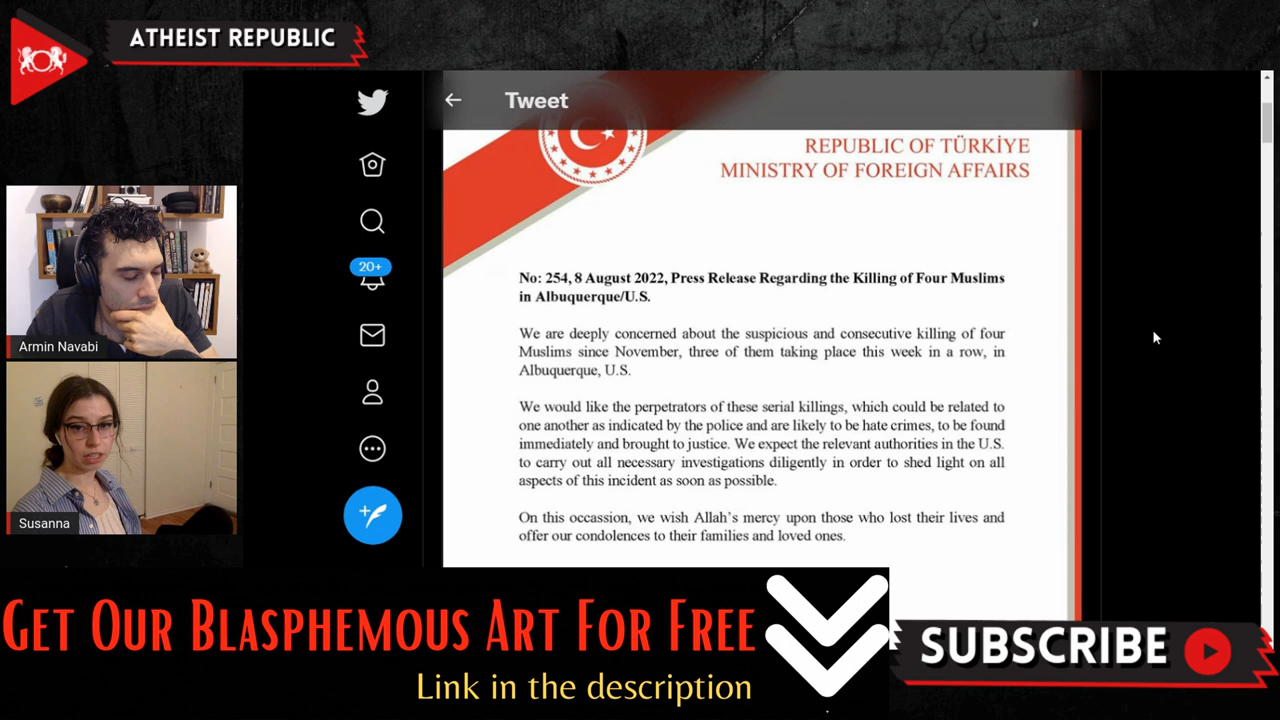 ATHEIST REPUBLIC
Tweet
REPUBLIC OF TÜRKİYE
MINISTRY OF FOREIGN AFFAIRS
20+
No: 254, 8 August 2022, Press Release Regarding the Killing of Four Muslims
in Albuquerque/U.S.
We are deeply concerned about the suspicious and consecutive killing of four
Muslims since November, three of them taking place this week in a row, in
Albuquerque, U.S.
We would like the perpetrators of these serial killings, which could be related to
one another as indicated by the police and are likely to be hate crimes, to be found
immediately and brought to justice. We expect the relevant authorities in the U.S.
to carry out all necessary investigations diligently in order to shed light on all
aspects of this incident as soon as possible.
On this occassion, we wish Allah's mercy upon those who lost their lives and
offer our condolences to their families and loved ones.
Armin Navabi
Susanna
GET OUR BLASPHEMOUS ART FOR FREE
Link in the description
SUBSCRIBE